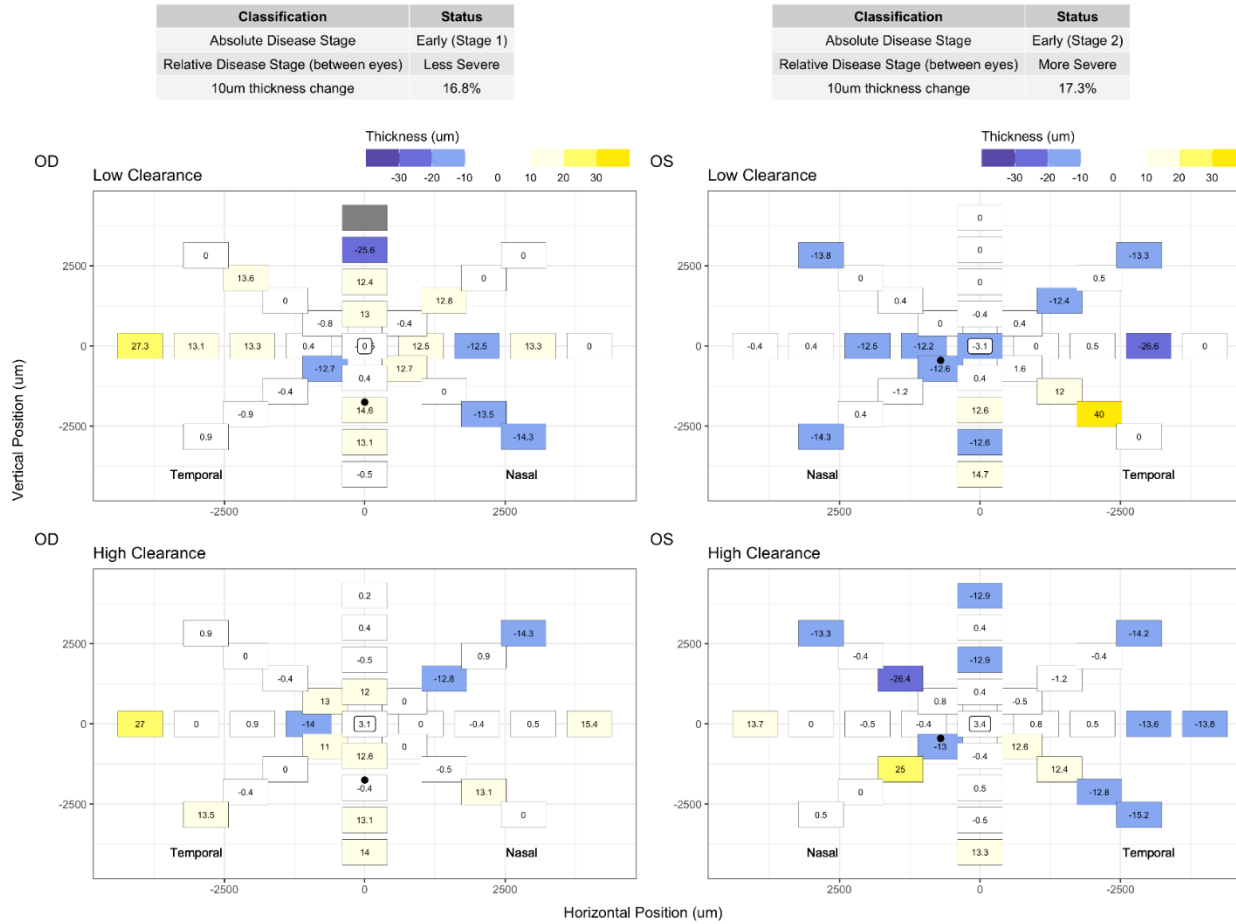 Classification Status
Absolute Disease Stage Early (Stage 1)
Relative Disease Stage (between eyes) Less Severe
10um thickness change 16.8%
Classification Status
Absolute Disease Stage Early (Stage 2)
Relative Disease Stage (between eyes) More Severe
10um thickness change 17.3%
Thickness (um)
-30 -20 -10 0 10 20 30
OD
Low Clearance
0
-25.6
0 0
13.6 12.4 0
0 13 12.8
-0.8 -0.4
27.3 13.1 13.3 0.4 0 12.5 -12.5 13.3 0
-12.7 0.4 12.7
-0.4 0
-0.9 14.6 -13.5
0.9 13.1 -14.3
-0.5
Temporal Nasal
2500
0
-2500
-2500 0 2500
Thickness (um)
-30 -20 -10 0 10 20 30
OS
Low Clearance
0
-13.8 0 -13.3
0 0 0.5
0.4 -0.4 -12.4
0 0.4
-0.4 0.4 -12.5 -12.2 -3.1 0 0.5 -26.6 0
-12.6 0.4 1.6
-1.2 12
0.4 12.6 40
-14.3 -12.6 0
14.7
Nasal Temporal
2500
0
-2500
2500 0 -2500
OD
High Clearance
0.2
0.9 0.4 -14.3
0 -0.5 0.9
-0.4 12 -12.8
13 0
27 0 0.9 -14 3.1 0 -0.4 0.5 15.4
11 12.6 0
0 -0.5
-0.4 -0.4 13.1
13.5 13.1 0
14
Temporal Nasal
2500
0
-2500
-2500 0 2500
OS
High Clearance
-12.9
-13.3 0.4 -14.2
-0.4 -12.9 -0.4
-26.4 0.4 -1.2
0.8 -0.5
13.7 0 -0.5 -0.4 3.4 0.8 0.5 -13.6 -13.8
-13 -0.4 12.6
25 12.4
0 0.5 -12.8
0.5 -0.5 -15.2
13.3
Nasal Temporal
2500
0
-2500
2500 0 -2500
Vertical Position (um)
Horizontal Position (um)